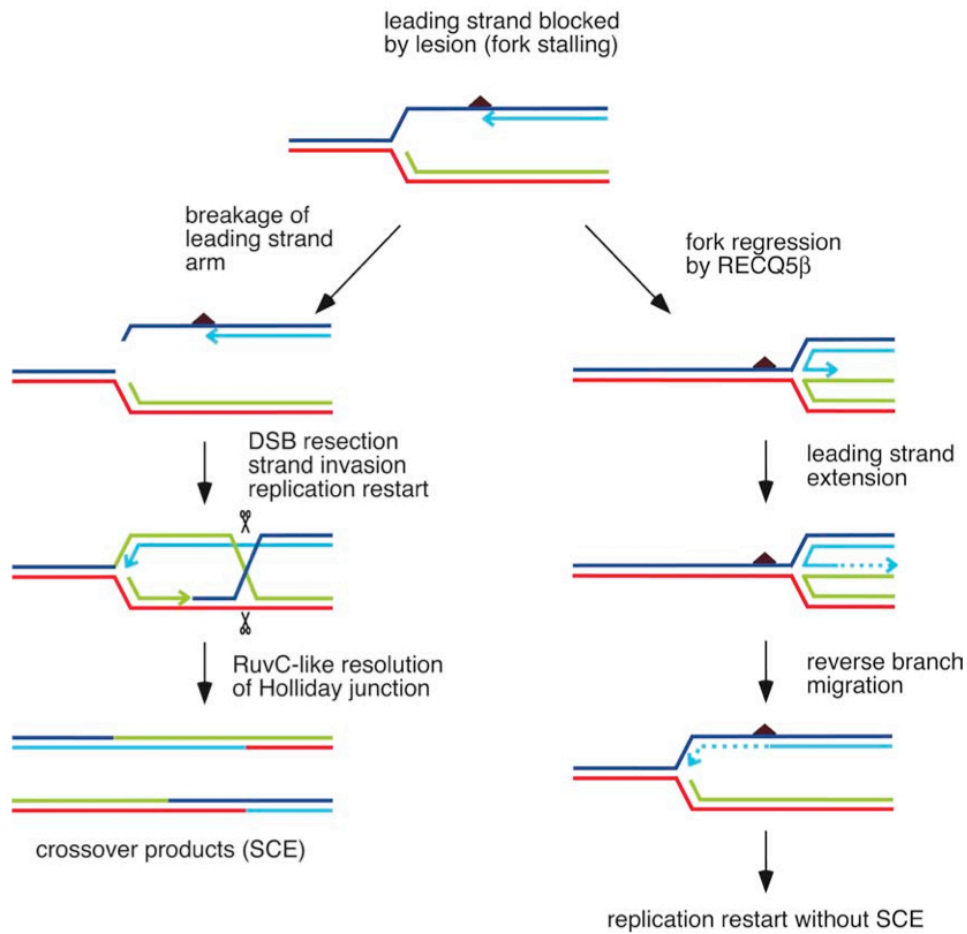 leading strand blocked
by lesion (fork stalling)
breakage of
leading strand
arm
fork regression
by RECQ5β
DSB resection
strand invasion
replication restart
leading strand
extension
RuvC-like resolution
of Holliday junction
reverse branch
migration
crossover products (SCE)
replication restart without SCE